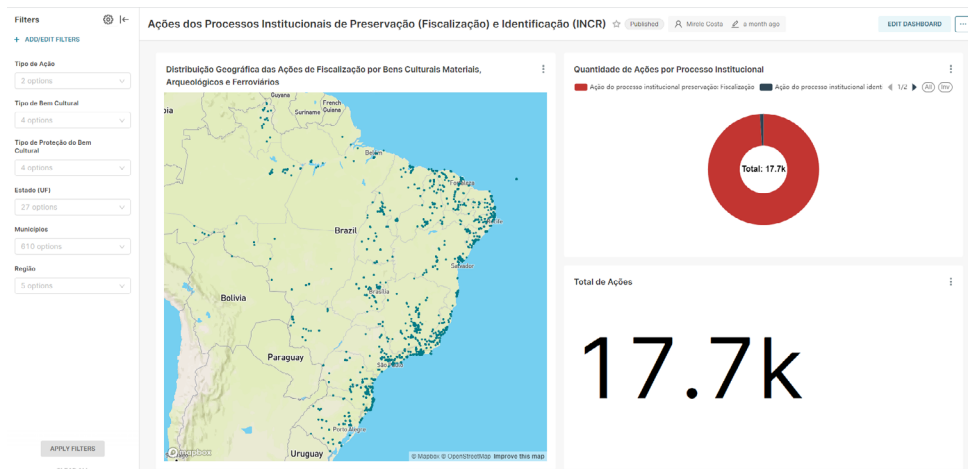 Filters
+ ADD/EDIT FILTERS
Tipo de Ação
2 options
Tipo de Bem Cultural
4 options
Tipo de Proteção do Bem
Cultural
4 options
Estado (UF)
27 options
Municípios
610 options
Região
5 options
APPLY FILTERS
Ações dos Processos Institucionais de Preservação (Fiscalização) e Identificação (INCR)
Published
Mirele Costa
a month ago
EDIT DASHBOARD
Distribuição Geográfica das Ações de Fiscalização por Bens Culturais Materiais,
Arqueológicos e Ferroviários
Guyana
French
Suriname Guiana
Belém
Fortaleza
Brazil
Salvador
Brasília
Bolivia
Paraguay
São Paulo
Porto Alegre
Uruguay
mapbox
© Mapbox © OpenStreetMap Improve this map
Quantidade de Ações por Processo Institucional
Ação do processo institucional preservação: Fiscalização
Ação do processo institucional identi
1/2
All
Inv
Total: 17.7k
Total de Ações
17.7k